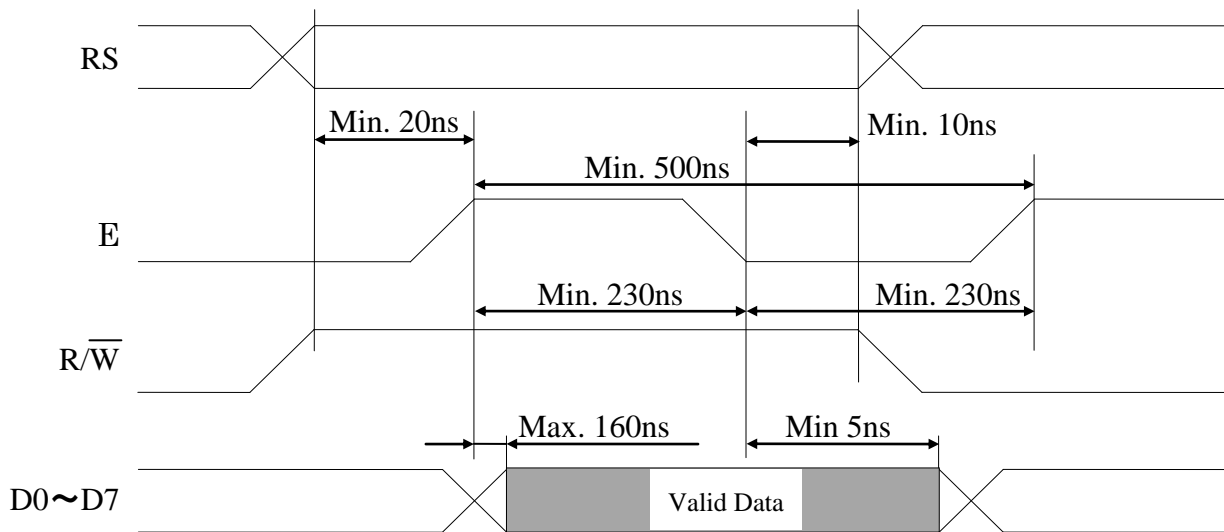 RS
Min. 20ns
Min. 10ns
Min. 500ns
E
Min. 230ns
Min. 230ns
R/W̅
Max. 160ns
Min 5ns
D0～D7
Valid Data